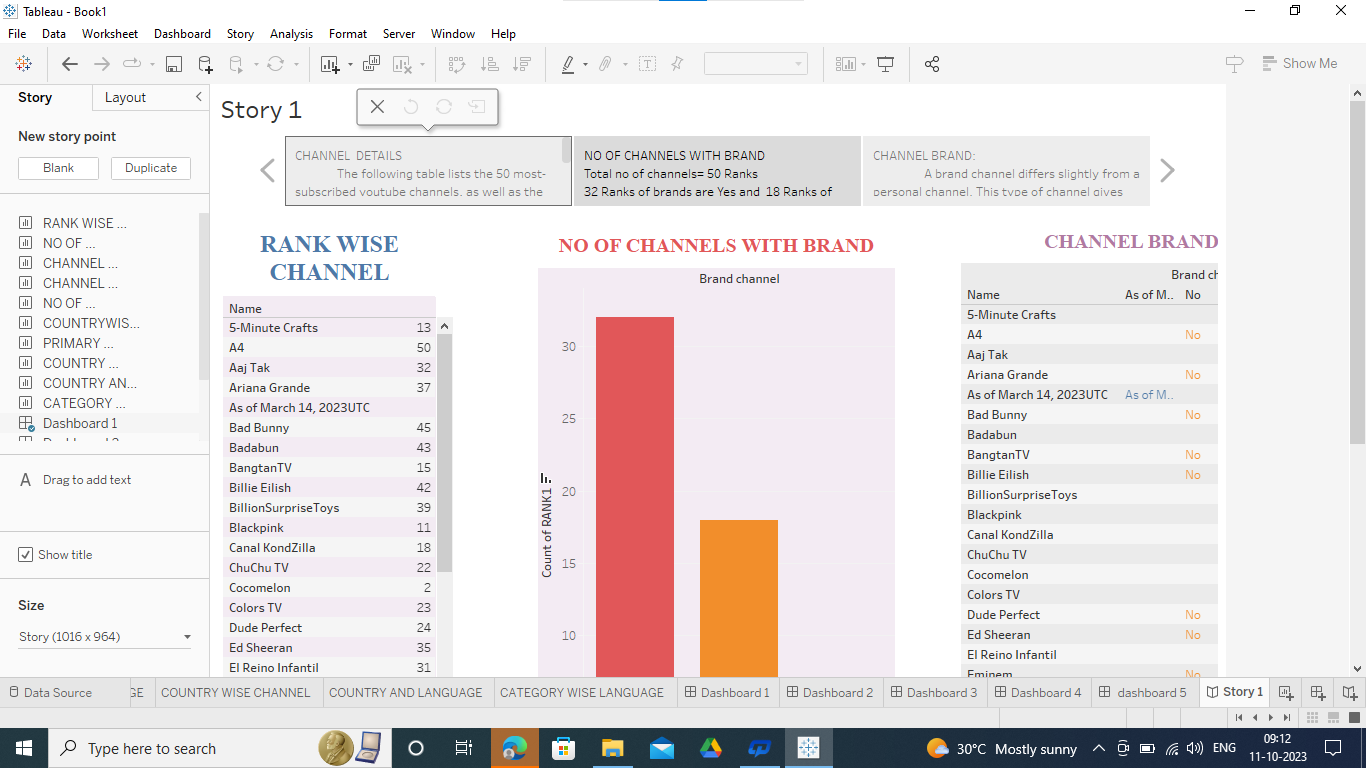 Tableau - Book1
File Data Worksheet Dashboard Story Analysis Format Server Window Help
Show Me
Story Layout
New story point
Blank Duplicate
RANK WISE ...
NO OF ...
CHANNEL ...
CHANNEL ...
NO OF ...
COUNTRYWIS...
PRIMARY ...
COUNTRY ...
COUNTRY AN...
CATEGORY ...
Dashboard 1
A Drag to add text
Show title
Size
Story (1016 x 964)
Story 1
CHANNEL DETAILS
The following table lists the 50 most-
subscribed youtube channels, as well as the
NO OF CHANNELS WITH BRAND
Total no of channels= 50 Ranks
32 Ranks of brands are Yes and 18 Ranks of
CHANNEL BRAND:
A brand channel differs slightly from a
personal channel. This type of channel gives
RANK WISE
CHANNEL
Name
5-Minute Crafts 13
A4 50
Aaj Tak 32
Ariana Grande 37
As of March 14, 2023UTC
Bad Bunny 45
Badabun 43
BangtanTV 15
Billie Eilish 42
BillionSurpriseToys 39
Blackpink 11
Canal KondZilla 18
ChuChu TV 22
Cocomelon 2
Colors TV 23
Dude Perfect 24
Ed Sheeran 35
El Reino Infantil 31
NO OF CHANNELS WITH BRAND
Brand channel
Count of RANK1
30
25
20
15
10
CHANNEL BRAND
Brand ch
Name As of M.. No
5-Minute Crafts
A4 No
Aaj Tak
Ariana Grande No
As of March 14, 2023UTC As of M..
Bad Bunny No
Badabun
BangtanTV No
Billie Eilish No
BillionSurpriseToys
Blackpink
Canal KondZilla
ChuChu TV
Cocomelon
Colors TV
Dude Perfect No
Ed Sheeran No
El Reino Infantil
Eminem No
Data Source GE COUNTRY WISE CHANNEL COUNTRY AND LANGUAGE CATEGORY WISE LANGUAGE Dashboard 1 Dashboard 2 Dashboard 3 Dashboard 4 dashboard 5 Story 1
Type here to search
30°C Mostly sunny
ENG
09:12
11-10-2023